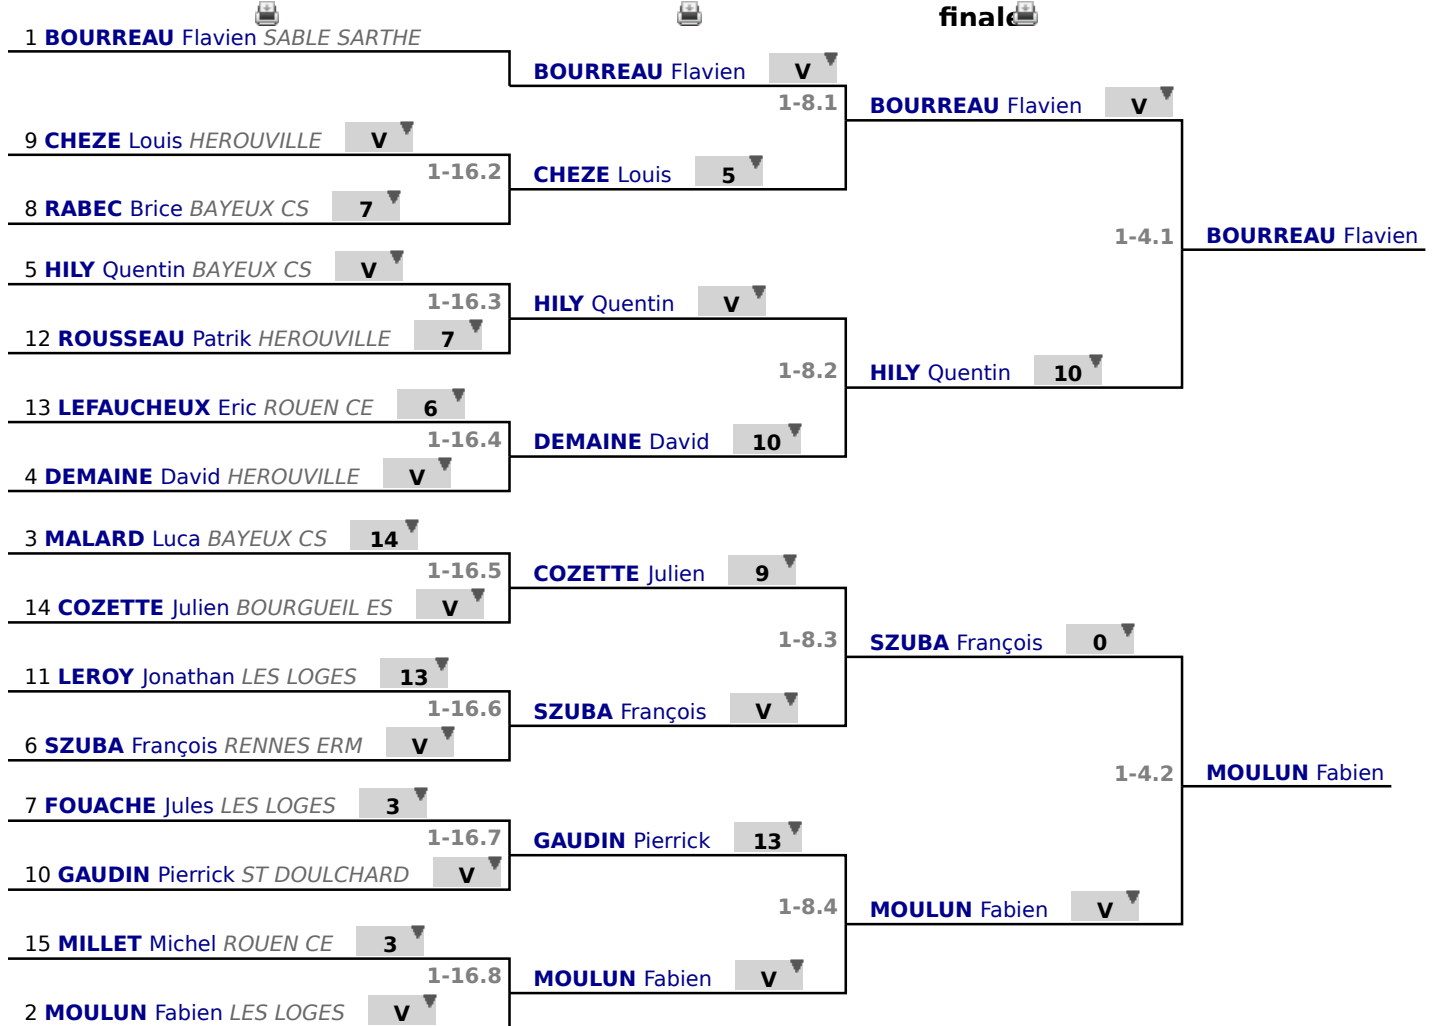 finale
1 BOURREAU Flavien SABLE SARTHE
BOURREAU Flavien V
1-8.1
BOURREAU Flavien V
9 CHEZE Louis HEROUVILLE V
1-16.2
CHEZE Louis 5
8 RABEC Brice BAYEUX CS 7
1-4.1
BOURREAU Flavien
5 HILY Quentin BAYEUX CS V
1-16.3
HILY Quentin V
12 ROUSSEAU Patrik HEROUVILLE 7
1-8.2
HILY Quentin 10
13 LEFAUCHEUX Eric ROUEN CE 6
1-16.4
DEMAINE David 10
4 DEMAINE David HEROUVILLE V
3 MALARD Luca BAYEUX CS 14
1-16.5
COZETTE Julien 9
14 COZETTE Julien BOURGUEIL ES V
1-8.3
SZUBA François 0
11 LEROY Jonathan LES LOGES 13
1-16.6
SZUBA François V
6 SZUBA François RENNES ERM V
1-4.2
MOULUN Fabien
7 FOUACHE Jules LES LOGES 3
1-16.7
GAUDIN Pierrick 13
10 GAUDIN Pierrick ST DOULCHARD V
1-8.4
MOULUN Fabien V
15 MILLET Michel ROUEN CE 3
1-16.8
MOULUN Fabien V
2 MOULUN Fabien LES LOGES V